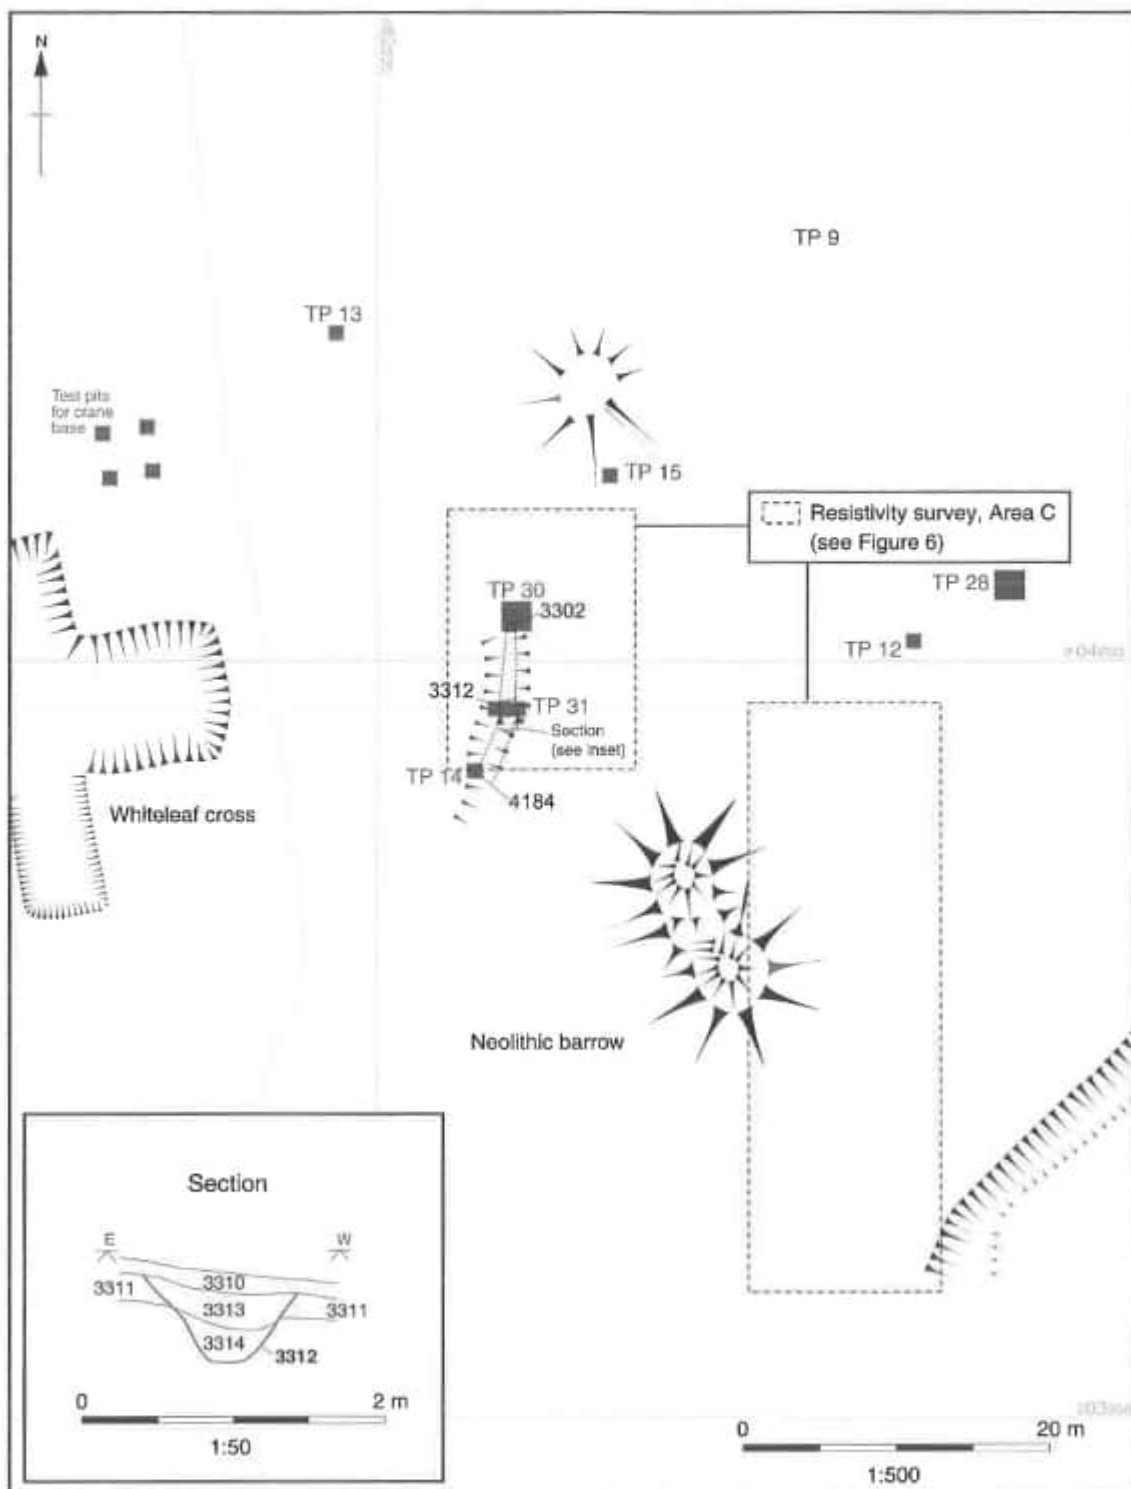 N
TP 9
TP 13
Test pits
for crane
base
TP 15
Resistivity survey, Area C
(see Figure 6)
TP 28
TP 30
3302
TP 12
3312
TP 31
Section
(see Inset)
TP 14
4184
Whiteleaf cross
Neolithic barrow
Section
E
W
3310
3311
3313
3311
3314
3312
0
2 m
1:50
0
20 m
1:500